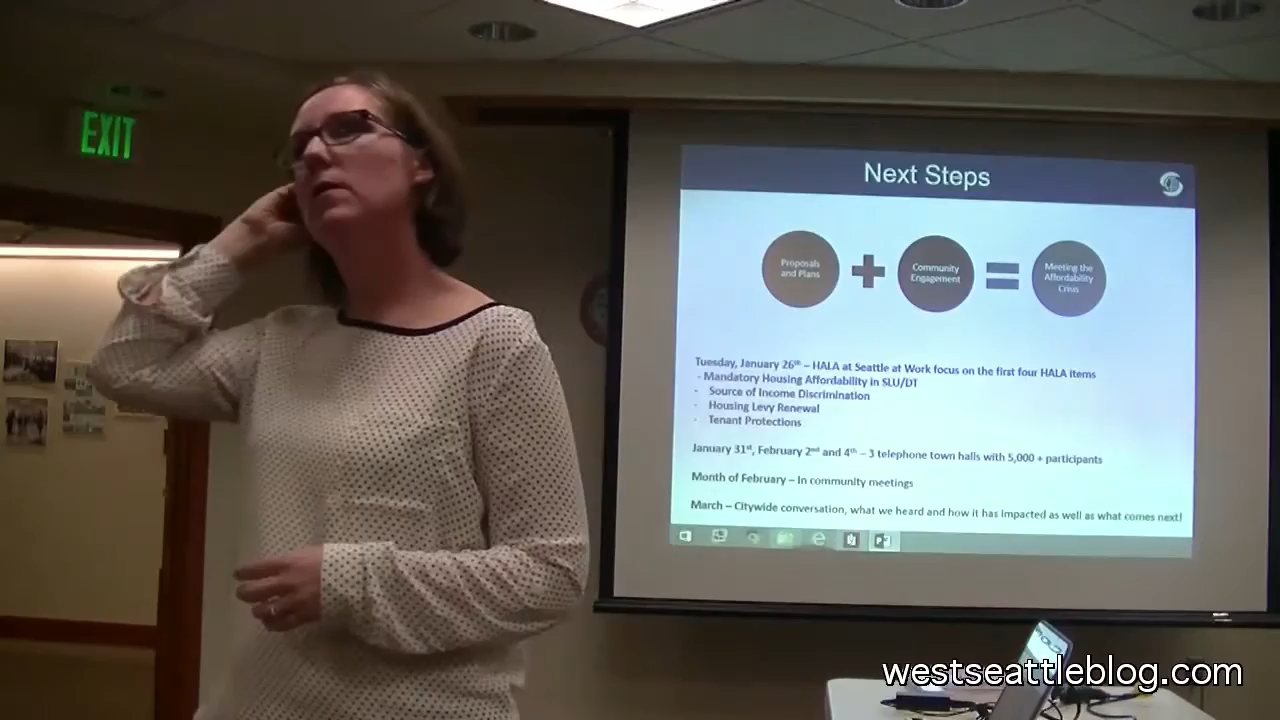 EXIT
Next Steps
Proposals
and Plans
Community
Engagement
Meeting the
Affordability
Crisis
Tuesday, January 26th – HALA at Seattle at Work focus on the first four HALA items
- Mandatory Housing Affordability in SLU/DT
- Source of Income Discrimination
- Housing Levy Renewal
- Tenant Protections
January 31st, February 2nd and 4th – 3 telephone town halls with 5,000 + participants
Month of February – In community meetings
March – Citywide conversation, what we heard and how it has impacted as well as what comes next!
westseattleblog.com